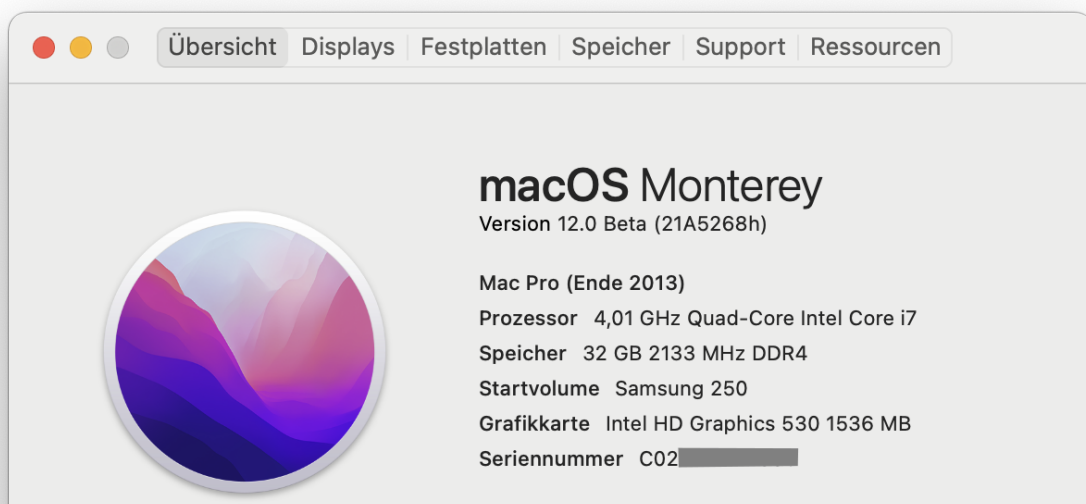 Übersicht Displays Festplatten Speicher Support Ressourcen
macOS Monterey
Version 12.0 Beta (21A5268h)
Mac Pro (Ende 2013)
Prozessor 4,01 GHz Quad-Core Intel Core i7
Speicher 32 GB 2133 MHz DDR4
Startvolume Samsung 250
Grafikkarte Intel HD Graphics 530 1536 MB
Seriennummer C02